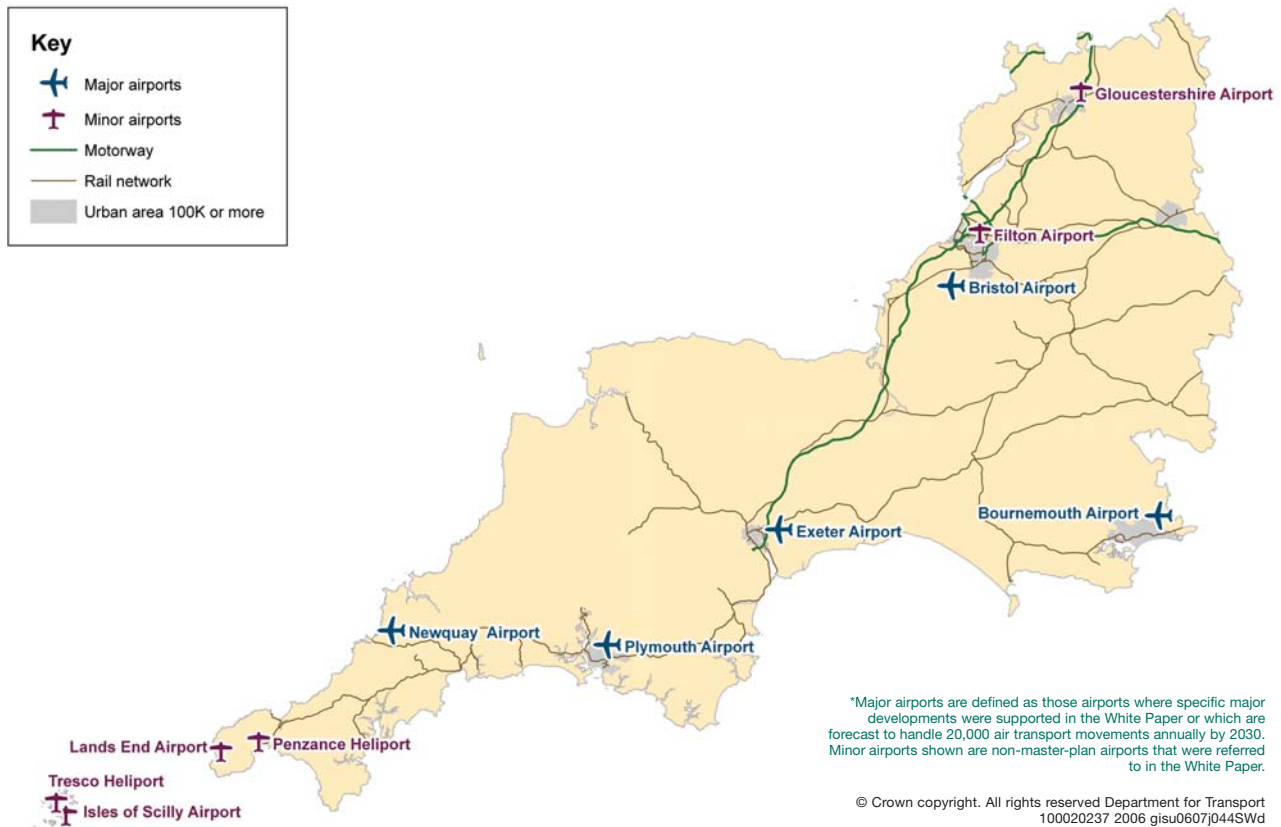 Key
Major airports
Minor airports
Motorway
Rail network
Urban area 100K or more
Gloucestershire Airport
Filton Airport
Bristol Airport
Bournemouth Airport
Exeter Airport
Newquay Airport
Plymouth Airport
Lands End Airport
Penzance Heliport
Tresco Heliport
Isles of Scilly Airport
*Major airports are defined as those airports where specific major
developments were supported in the White Paper or which are
forecast to handle 20,000 air transport movements annually by 2030.
Minor airports shown are non-master-plan airports that were referred
to in the White Paper.
© Crown copyright. All rights reserved Department for Transport
100020237 2006 gisu0607j044SWd